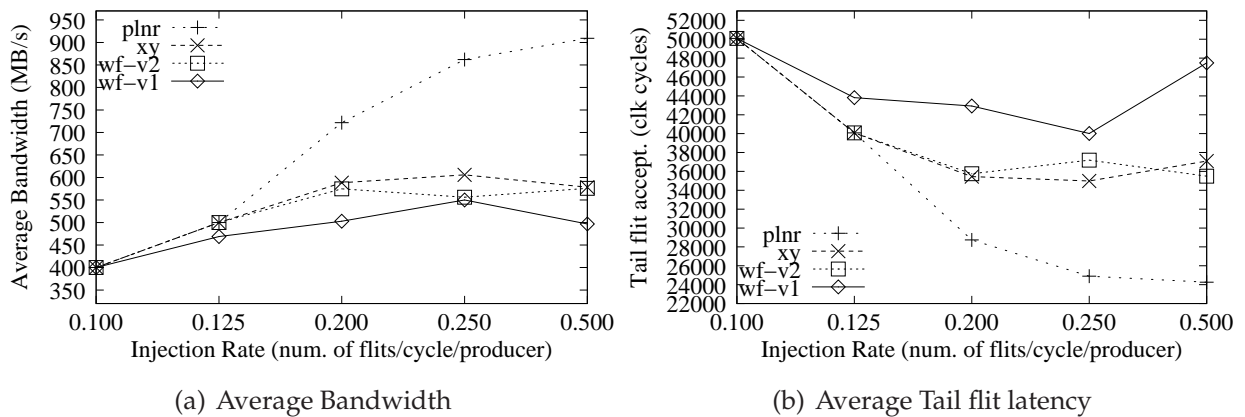 Average Bandwidth (MB/s)
950
900
850
800
750
700
650
600
550
500
450
400
350
plnr
xy
wf-v2
wf-v1
0.100 0.125 0.200 0.250 0.500
Injection Rate (num. of flits/cycle/producer)
(a) Average Bandwidth
Tail flit accept. (clk cycles)
52000
50000
48000
46000
44000
42000
40000
38000
36000
34000
32000
30000
28000
26000
24000
22000
plnr
xy
wf-v2
wf-v1
0.100 0.125 0.200 0.250 0.500
Injection Rate (num. of flits/cycle/producer)
(b) Average Tail flit latency